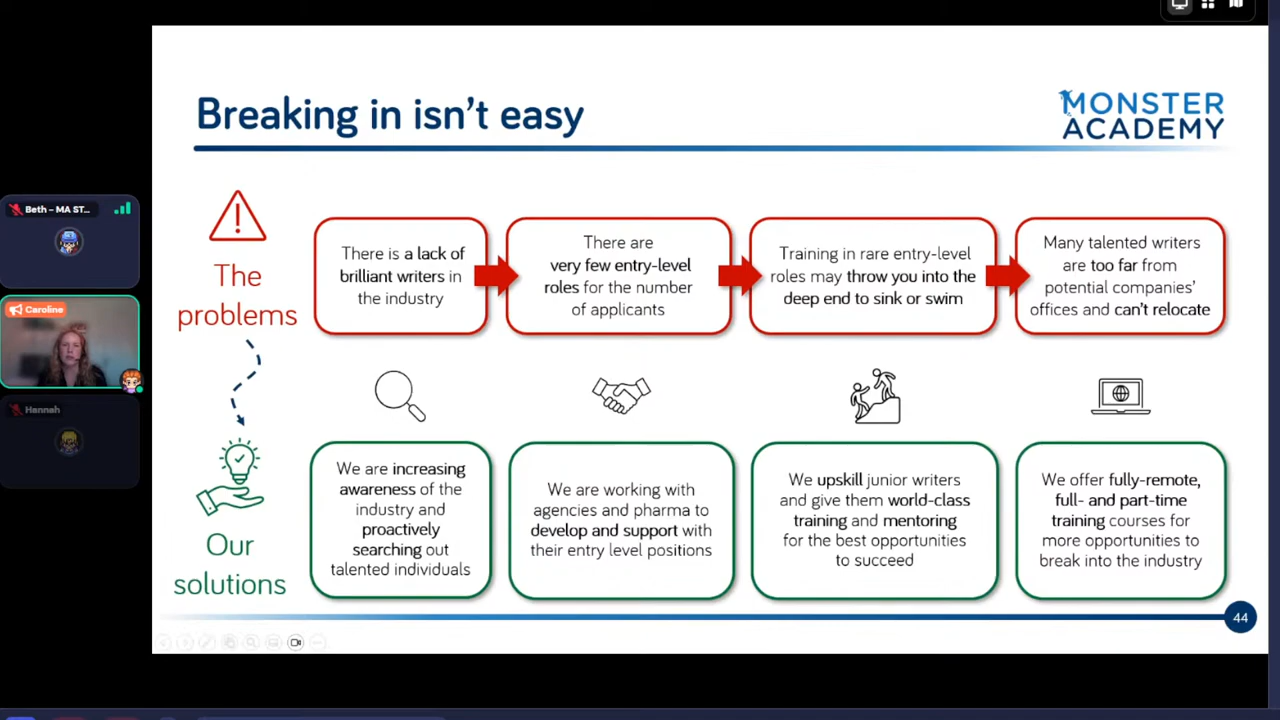 Breaking in isn't easy
MONSTER
ACADEMY
Beth – MA ST...
Caroline
Hannah
The
problems
There is a lack of
brilliant writers in
the industry
There are
very few entry-level
roles for the number
of applicants
Training in rare entry-level
roles may throw you into the
deep end to sink or swim
Many talented writers
are too far from
potential companies'
offices and can't relocate
Our
solutions
We are increasing
awareness of the
industry and
proactively
searching out
talented individuals
We are working with
agencies and pharma to
develop and support with
their entry level positions
We upskill junior writers
and give them world-class
training and mentoring
for the best opportunities
to succeed
We offer fully-remote,
full- and part-time
training courses for
more opportunities to
break into the industry
44